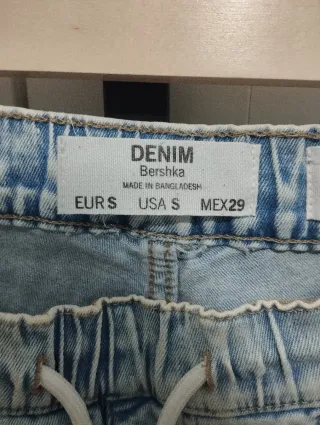 DENIM
Bershka
MADE IN BANGLADESH
EUR S USA S MEX 29